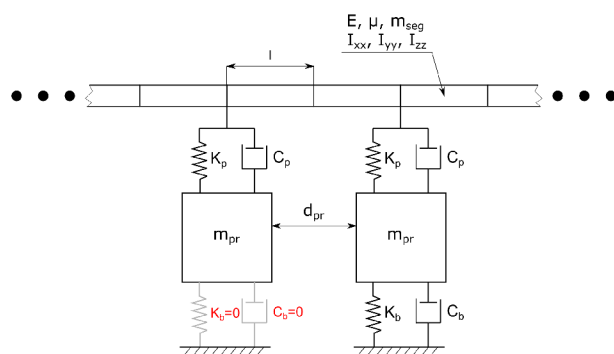 E, μ, m_seg
I_xx, I_yy, I_zz
l
K_p C_p K_p C_p
d_pr
m_pr m_pr
K_b=0 C_b=0 K_b C_b